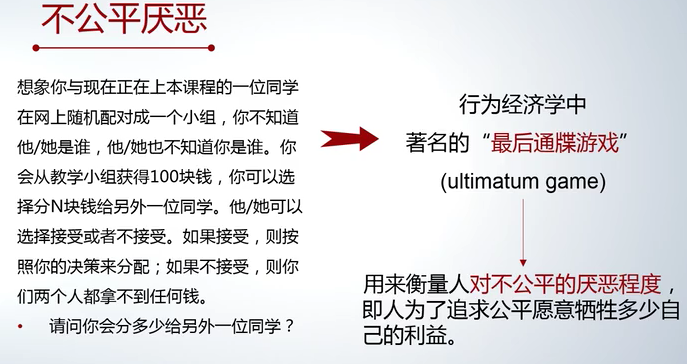 不公平厌恶
想象你与现在正在上本课程的一位同学
在网上随机配对成一个小组，你不知道
他/她是谁，他/她也不知道你是谁。你
会从教学小组获得100块钱，你可以选
择分N块钱给另外一位同学。他/她可以
选择接受或者不接受。如果接受，则按
照你的决策来分配；如果不接受，则你
们两个人都拿不到任何钱。
• 请问你会分多少给另外一位同学？
行为经济学中
著名的“最后通牒游戏”
(ultimatum game)
用来衡量人对不公平的厌恶程度，
即人为了追求公平愿意牺牲多少自
己的利益。